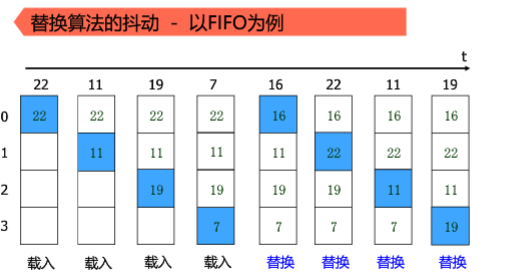 替换算法的抖动 - 以FIFO为例
t
22 11 19 7 16 22 11 19
0 22 22 22 22 16 16 16 16
1 11 11 11 11 22 22 22
2 19 19 19 19 11 11
3 7 7 7 7 19
载入 载入 载入 载入 替换 替换 替换 替换